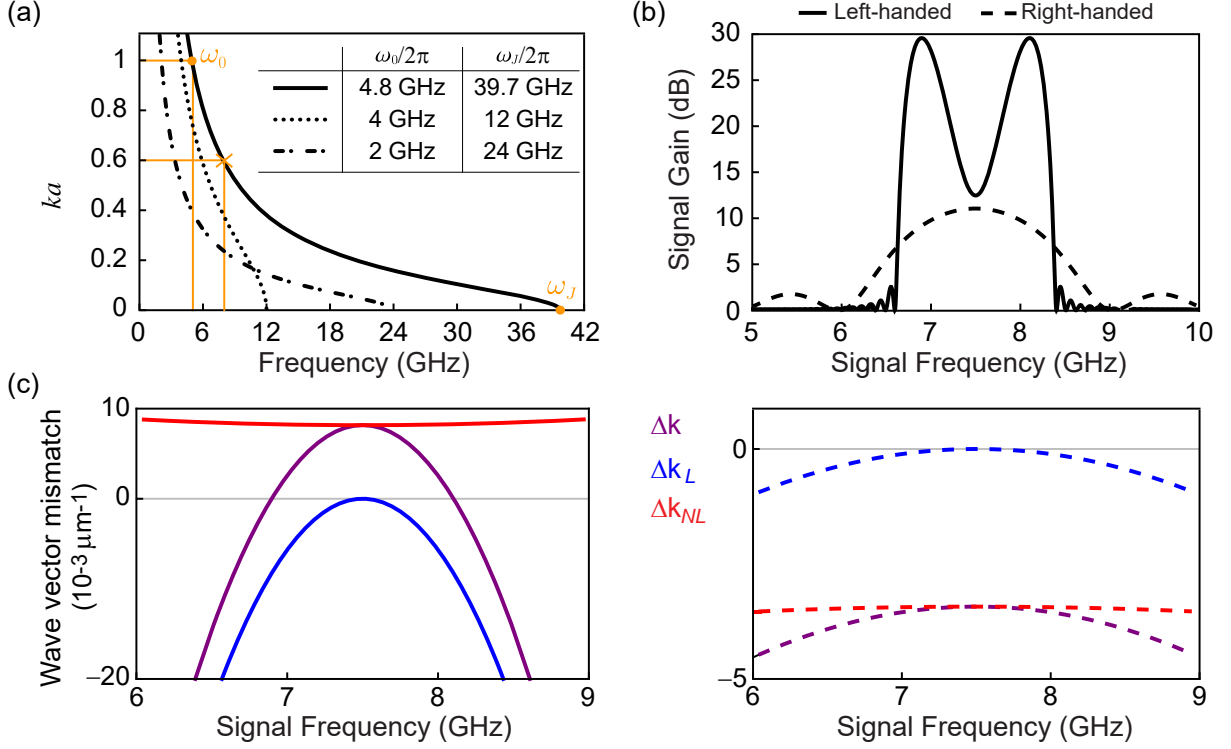 (a)
ka
1
0.8
0.6
0.4
0.2
0
0 6 12 18 24 30 36 42
Frequency (GHz)
ω₀
ω_J
ω₀/2π ω_J/2π
4.8 GHz 39.7 GHz
4 GHz 12 GHz
2 GHz 24 GHz
(b)
Left-handed Right-handed
Signal Gain (dB)
30
25
20
15
10
5
0
5 6 7 8 9 10
Signal Frequency (GHz)
(c)
Wave vector mismatch
(10-3 μm-1)
10
0
−20
6 7 8 9
Signal Frequency (GHz)
Δk
Δk_L
Δk_NL
0
−5
6 7 8 9
Signal Frequency (GHz)